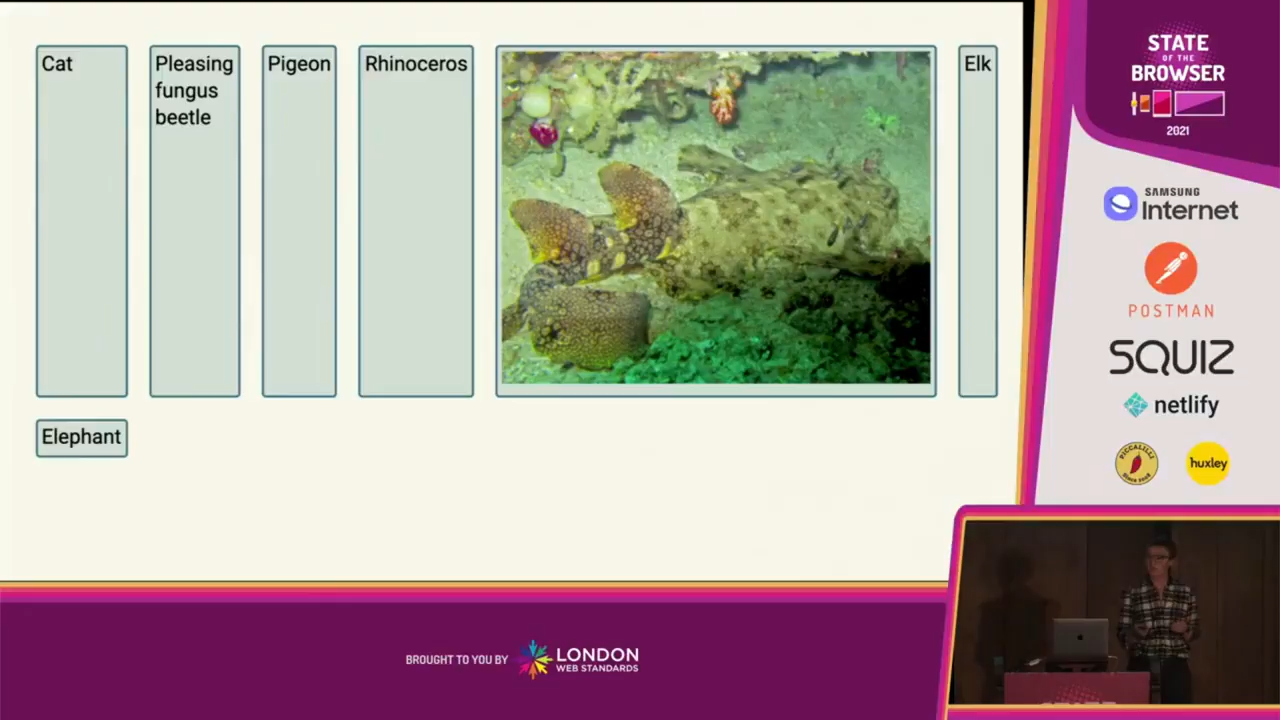 Cat
Pleasing
fungus
beetle
Pigeon
Rhinoceros
Elk
Elephant
STATE
OF THE
BROWSER
2021
SAMSUNG
Internet
POSTMAN
SQUIZ
netlify
PICCALILLI
huxley
BROUGHT TO YOU BY
LONDON
WEB STANDARDS